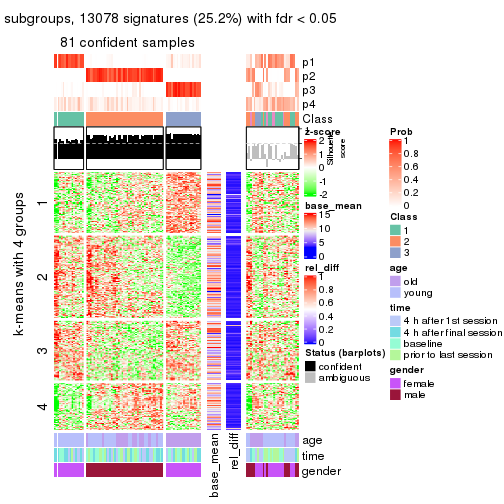 subgroups, 13078 signatures (25.2%) with fdr < 0.05
81 confident samples
p1
p2
p3
p4
Class
Silhouette score
k-means with 4 groups
1
2
3
4
base_mean
rel_diff
age
time
gender
z-score
2
1
0
-1
-2
base_mean
15
10
5
0
rel_diff
1
0.8
0.6
0.4
0.2
0
Status (barplots)
confident
ambiguous
Prob
1
0.8
0.6
0.4
0.2
0
Class
1
2
3
age
old
young
time
4 h after 1st session
4 h after final session
baseline
prior to last session
gender
female
male